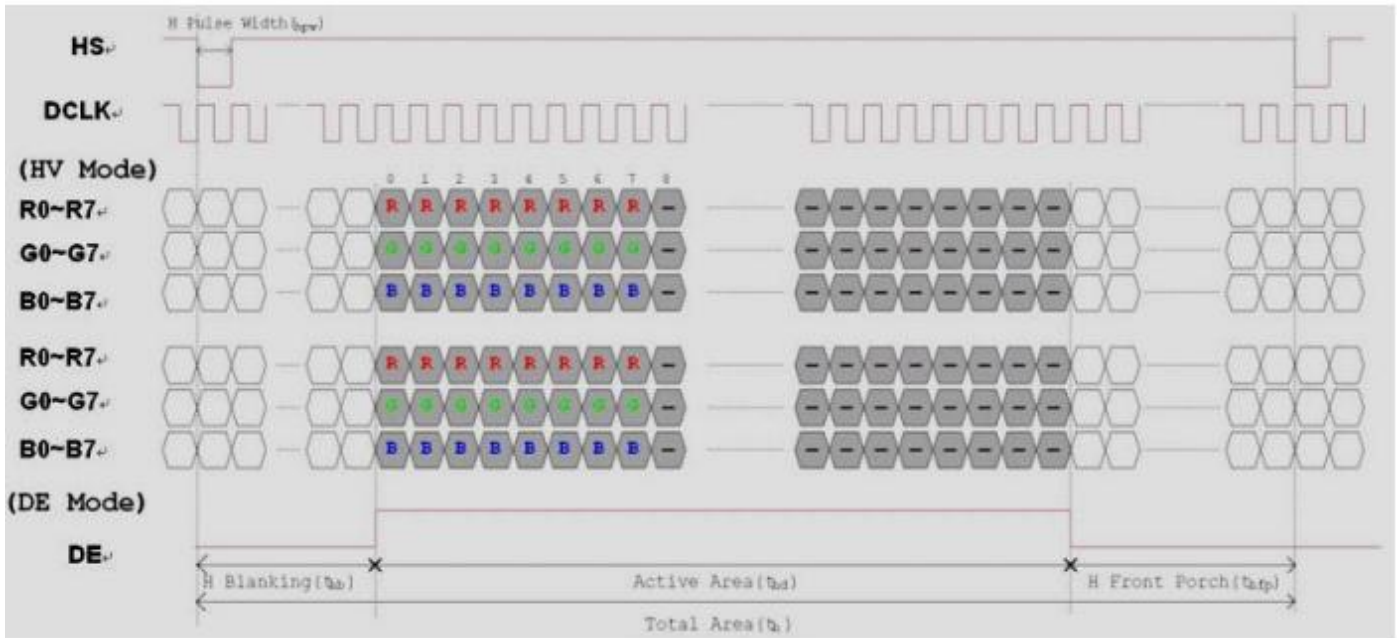 H Pulse Width(thpw)
HS
DCLK
(HV Mode)
0 1 2 3 4 5 6 7 8
R0~R7 R R R R R R R R - - - - - - - - -
G0~G7 G G G G G G G G - - - - - - - - -
B0~B7 B B B B B B B B - - - - - - - - -
R0~R7 R R R R R R R R - - - - - - - - -
G0~G7 G G G G G G G G - - - - - - - - -
B0~B7 B B B B B B B B - - - - - - - - -
(DE Mode)
DE
H Blanking(thb) Active Area(thd) H Front Porch(thfp)
Total Area(th)